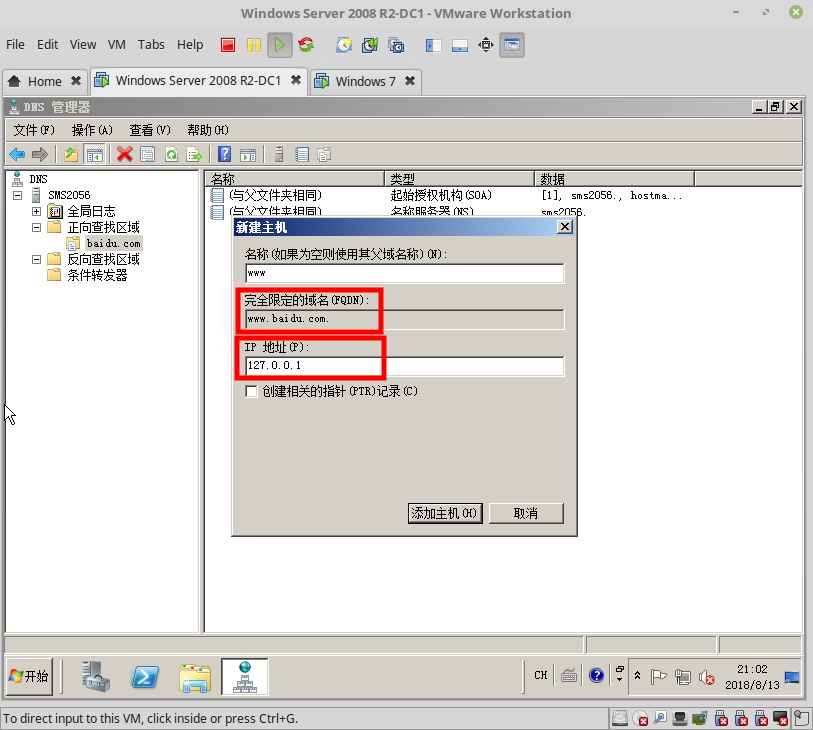 Windows Server 2008 R2-DC1 - VMware Workstation
File Edit View VM Tabs Help
Home Windows Server 2008 R2-DC1 Windows 7
DNS 管理器
文件(F) 操作(A) 查看(V) 帮助(H)
DNS
SMS2056
全局日志
正向查找区域
baidu.com
反向查找区域
条件转发器
名称 类型 数据
(与父文件夹相同) 起始授权机构(SOA) [1], sms2056., hostma...
(与父文件夹相同) 名称服务器(NS) sms2056.
新建主机
名称(如果为空则使用其父域名称)(N):
www
完全限定的域名(FQDN):
www.baidu.com.
IP 地址(P):
127.0.0.1
创建相关的指针(PTR)记录(C)
添加主机(H) 取消
开始
CH
21:02
2018/8/13
To direct input to this VM, click inside or press Ctrl+G.